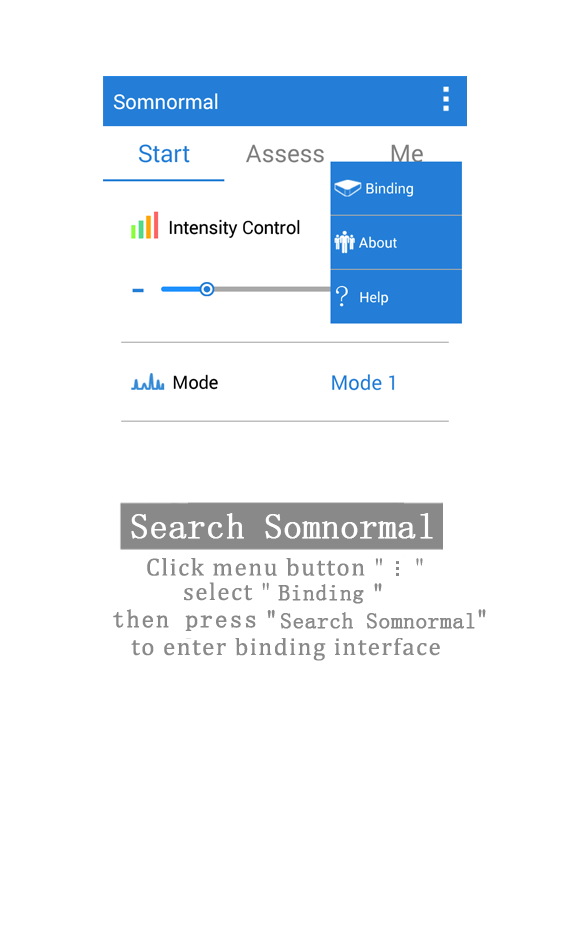 Somnormal
Start Assess Me
Binding
Intensity Control
About
Help
Mode Mode 1
Search Somnormal
Click menu button "⋮"
select "Binding"
then press "Search Somnormal"
to enter binding interface